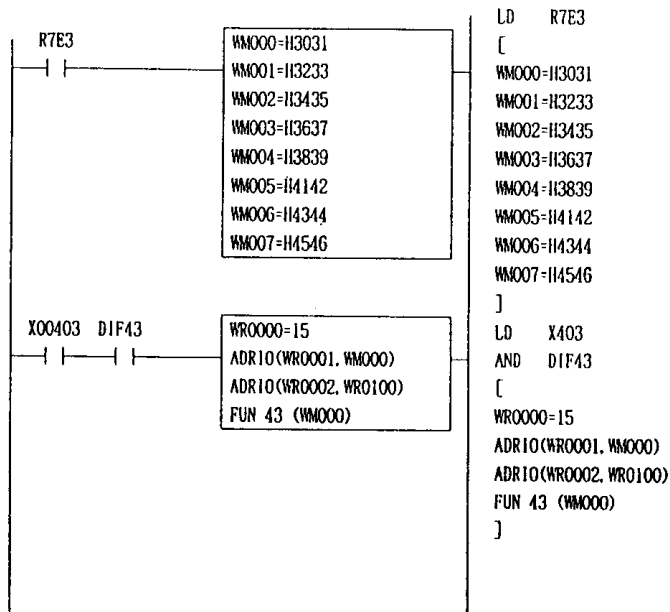 R7E3
WM000=H3031
WM001=H3233
WM002=H3435
WM003=H3637
WM004=H3839
WM005=H4142
WM006=H4344
WM007=H4546
X00403 DIF43
WR0000=15
ADRIO(WR0001, WM000)
ADRIO(WR0002, WR0100)
FUN 43 (WM000)
LD R7E3
[
WM000=H3031
WM001=H3233
WM002=H3435
WM003=H3637
WM004=H3839
WM005=H4142
WM006=H4344
WM007=H4546
]
LD X403
AND DIF43
[
WR0000=15
ADRIO(WR0001, WM000)
ADRIO(WR0002, WR0100)
FUN 43 (WM000)
]